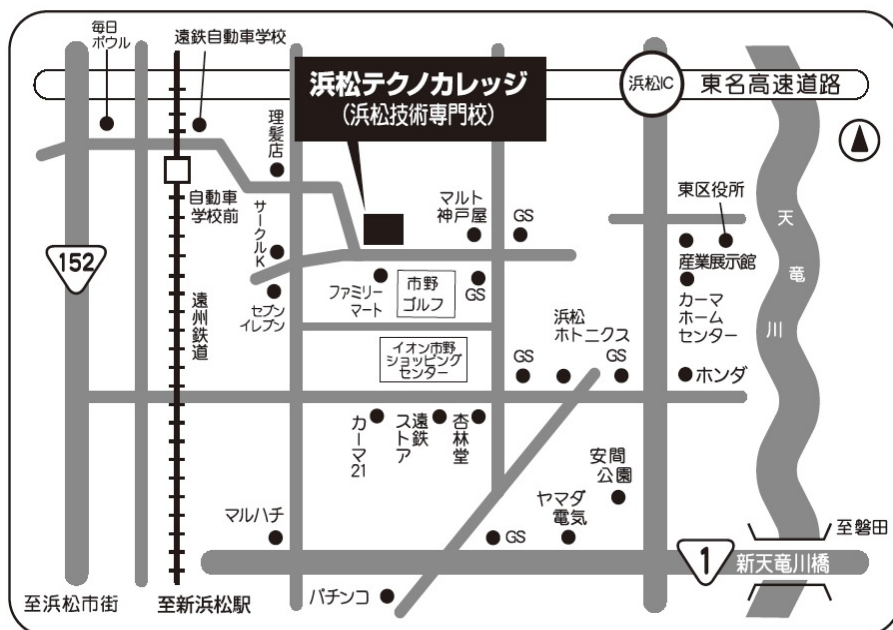 毎日
ボウル
遠鉄自動車学校
浜松テクノカレッジ
(浜松技術専門校)
浜松IC
東名高速道路
理髪店
自動車
学校前
サークルK
マルト
神戸屋
GS
東区役所
天竜川
152
遠州鉄道
セブン
イレブン
ファミリー
マート
市野
ゴルフ
GS
産業展示館
カーマ
ホーム
センター
浜松
ホトニクス
イオン市野
ショッピング
センター
GS
GS
ホンダ
カーマ21
遠鉄
ストア
杏林堂
安間
公園
マルハチ
GS
ヤマダ
電気
至磐田
1
新天竜川橋
至浜松市街
至新浜松駅
パチンコ